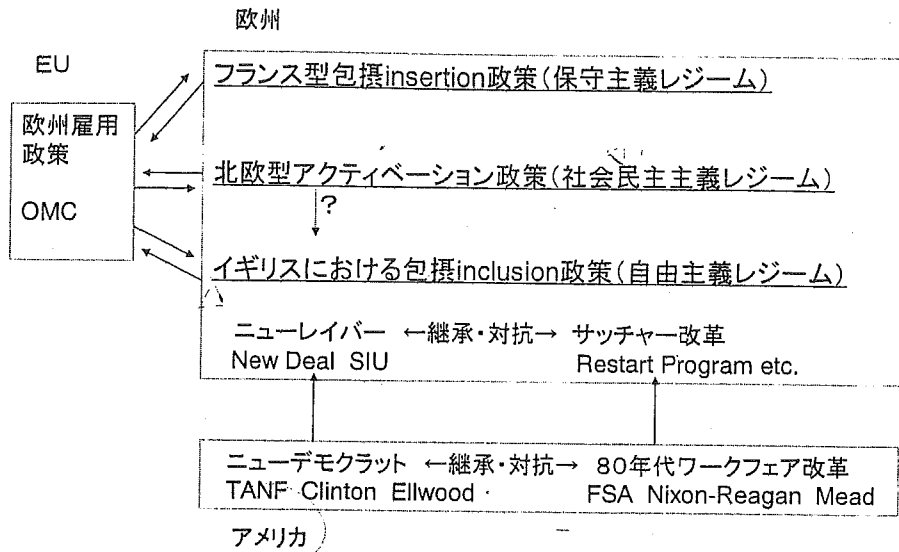 欧州
EU
フランス型包摂insertion政策(保守主義レジーム)
欧州雇用
政策
北欧型アクティベーション政策(社会民主主義レジーム)
OMC
?
イギリスにおける包摂inclusion政策(自由主義レジーム)
ニューレイバー ←継承・対抗→ サッチャー改革
New Deal SIU Restart Program etc.
ニューデモクラット ←継承・対抗→ 80年代ワークフェア改革
TANF Clinton Ellwood FSA Nixon-Reagan Mead
アメリカ